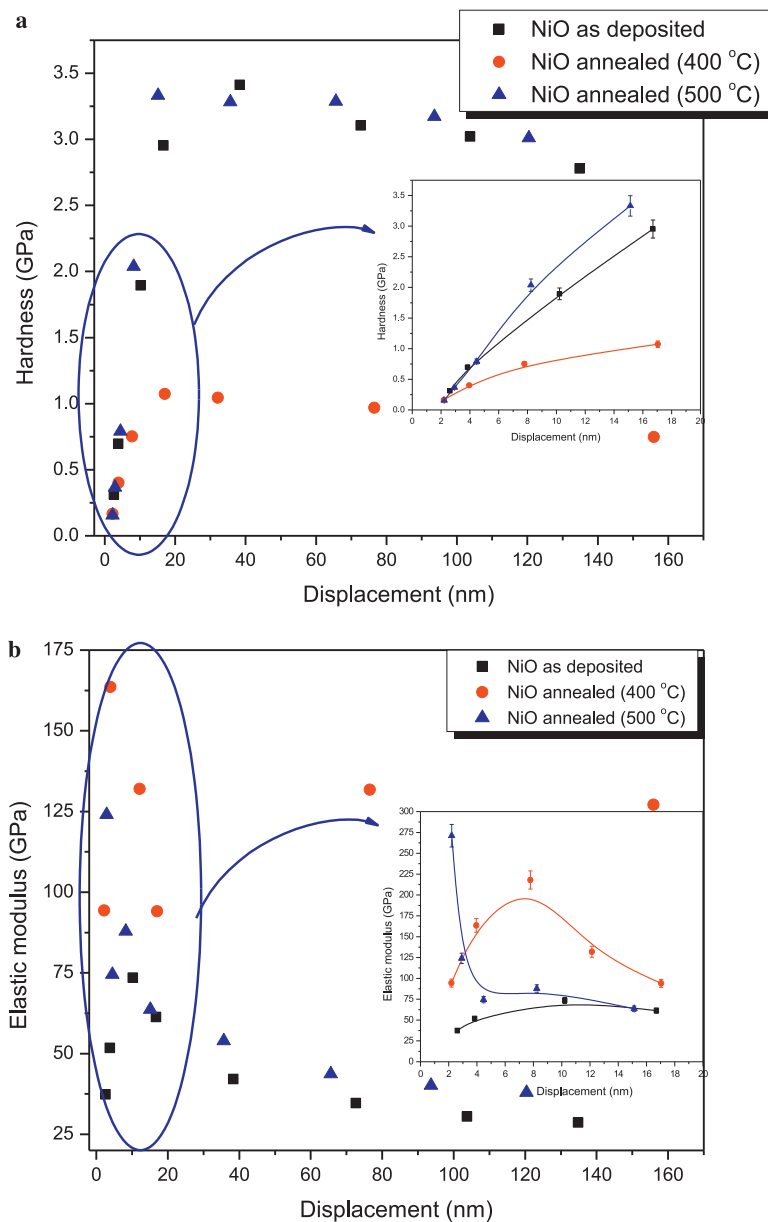 a
NiO as deposited
NiO annealed (400 °C)
NiO annealed (500 °C)
3.5
3.0
2.5
2.0
1.5
1.0
0.5
0.0
Hardness (GPa)
0 20 40 60 80 100 120 140 160
Displacement (nm)
3.5
3.0
2.5
2.0
1.5
1.0
0.5
0.0
Hardness (GPa)
0 2 4 6 8 10 12 14 16 18 20
Displacement (nm)
b
NiO as deposited
NiO annealed (400 °C)
NiO annealed (500 °C)
175
150
125
100
75
50
25
Elastic modulus (GPa)
0 20 40 60 80 100 120 140 160
Displacement (nm)
300
275
250
225
200
175
150
125
100
75
50
25
0
Elastic modulus (GPa)
0 2 4 6 8 10 12 14 16 18 20
Displacement (nm)